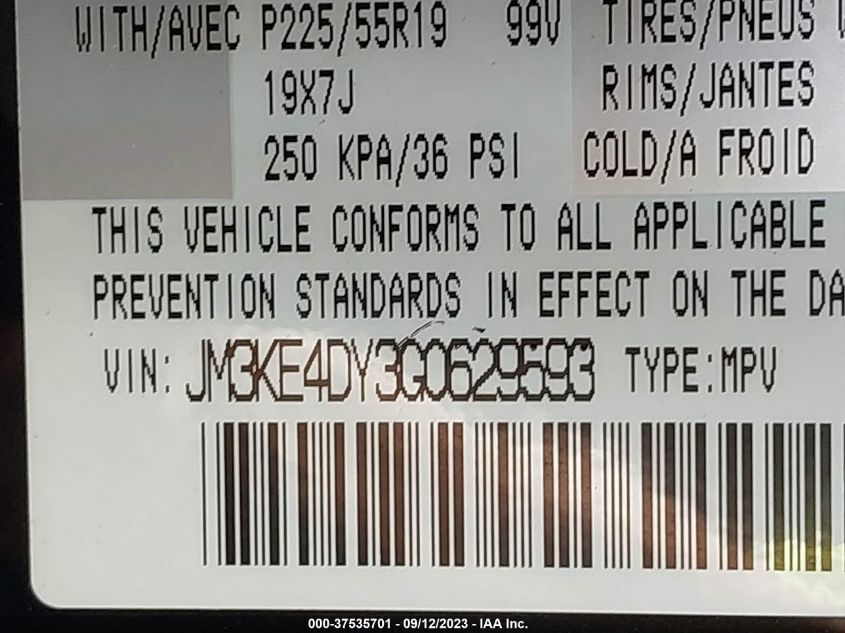 WITH/AVEC P225/55R19 99V TIRES/PNEUS
19X7J RIMS/JANTES
250 KPA/36 PSI COLD/A FROID
THIS VEHICLE CONFORMS TO ALL APPLICABLE
PREVENTION STANDARDS IN EFFECT ON THE DA
VIN: JM3KE4DY3G0629593 TYPE:MPV
000-37535701 - 09/12/2023 - IAA Inc.